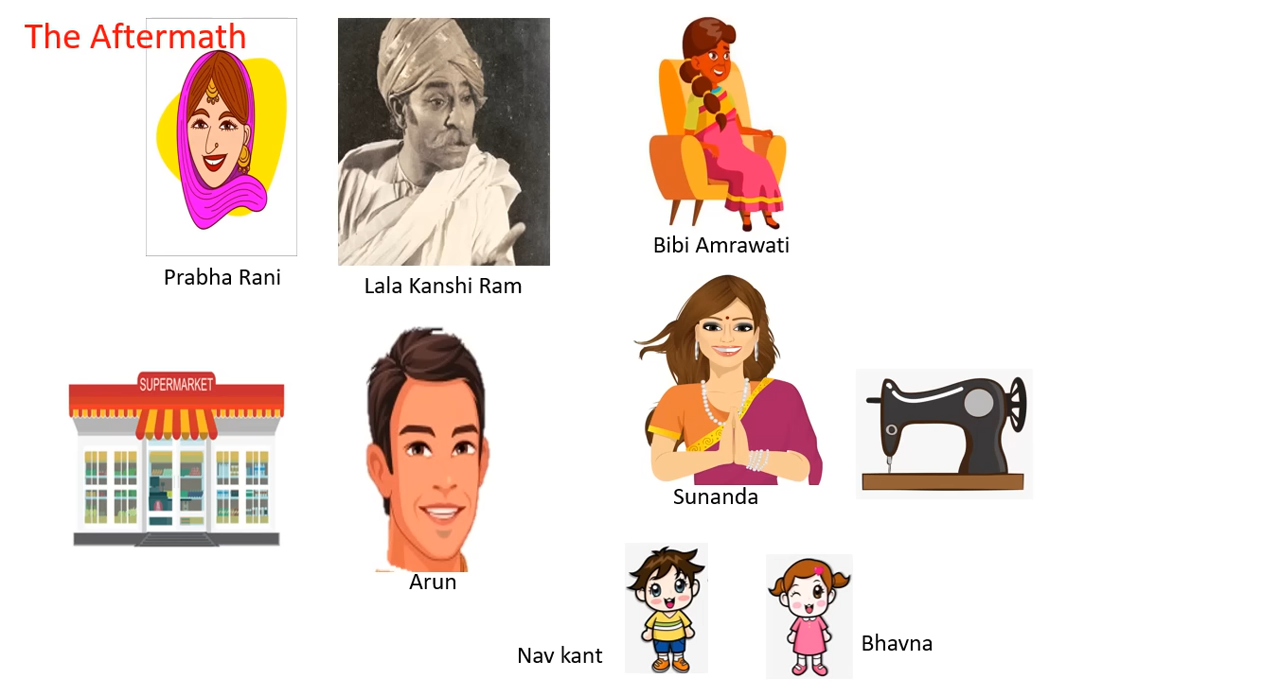 The Aftermath
Prabha Rani
Lala Kanshi Ram
Bibi Amrawati
SUPERMARKET
Arun
Sunanda
Nav kant
Bhavna